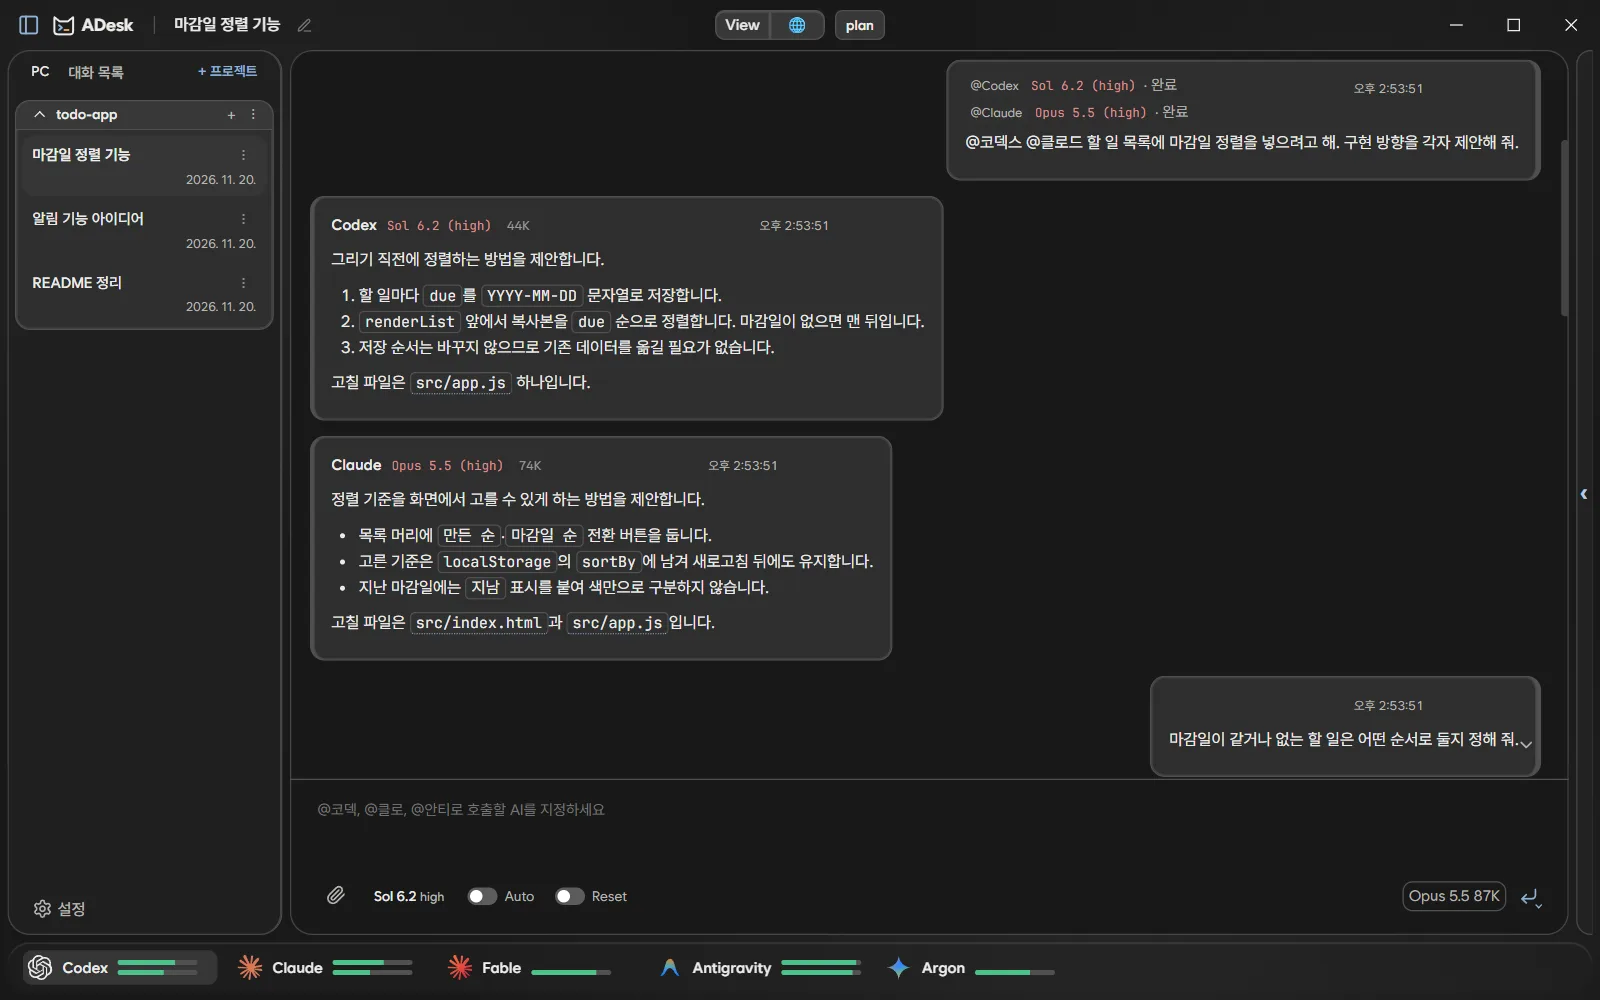 ADesk
마감일 정렬 기능
View
plan
PC 대화 목록 + 프로젝트
todo-app
마감일 정렬 기능
2026. 11. 20.
알림 기능 아이디어
2026. 11. 20.
README 정리
2026. 11. 20.
설정
@Codex Sol 6.2 (high) · 완료 오후 2:53:51
@Claude Opus 5.5 (high) · 완료
@코덱스 @클로드 할 일 목록에 마감일 정렬을 넣으려고 해. 구현 방향을 각자 제안해 줘.
Codex Sol 6.2 (high) 44K 오후 2:53:51
그리기 직전에 정렬하는 방법을 제안합니다.
1. 할 일마다 due 를 YYYY-MM-DD 문자열로 저장합니다.
2. renderList 앞에서 복사본을 due 순으로 정렬합니다. 마감일이 없으면 맨 뒤입니다.
3. 저장 순서는 바꾸지 않으므로 기존 데이터를 옮길 필요가 없습니다.
고칠 파일은 src/app.js 하나입니다.
Claude Opus 5.5 (high) 74K 오후 2:53:51
정렬 기준을 화면에서 고를 수 있게 하는 방법을 제안합니다.
• 목록 머리에 만든 순 · 마감일 순 전환 버튼을 둡니다.
• 고른 기준은 localStorage 의 sortBy 에 남겨 새로고침 뒤에도 유지합니다.
• 지난 마감일에는 지남 표시를 붙여 색만으로 구분하지 않습니다.
고칠 파일은 src/index.html 과 src/app.js 입니다.
오후 2:53:51
마감일이 같거나 없는 할 일은 어떤 순서로 둘지 정해 줘.
@코덱, @클로, @안티로 호출할 AI를 지정하세요
Sol 6.2 high Auto Reset
Opus 5.5 87K
Codex
Claude
Fable
Antigravity
Argon